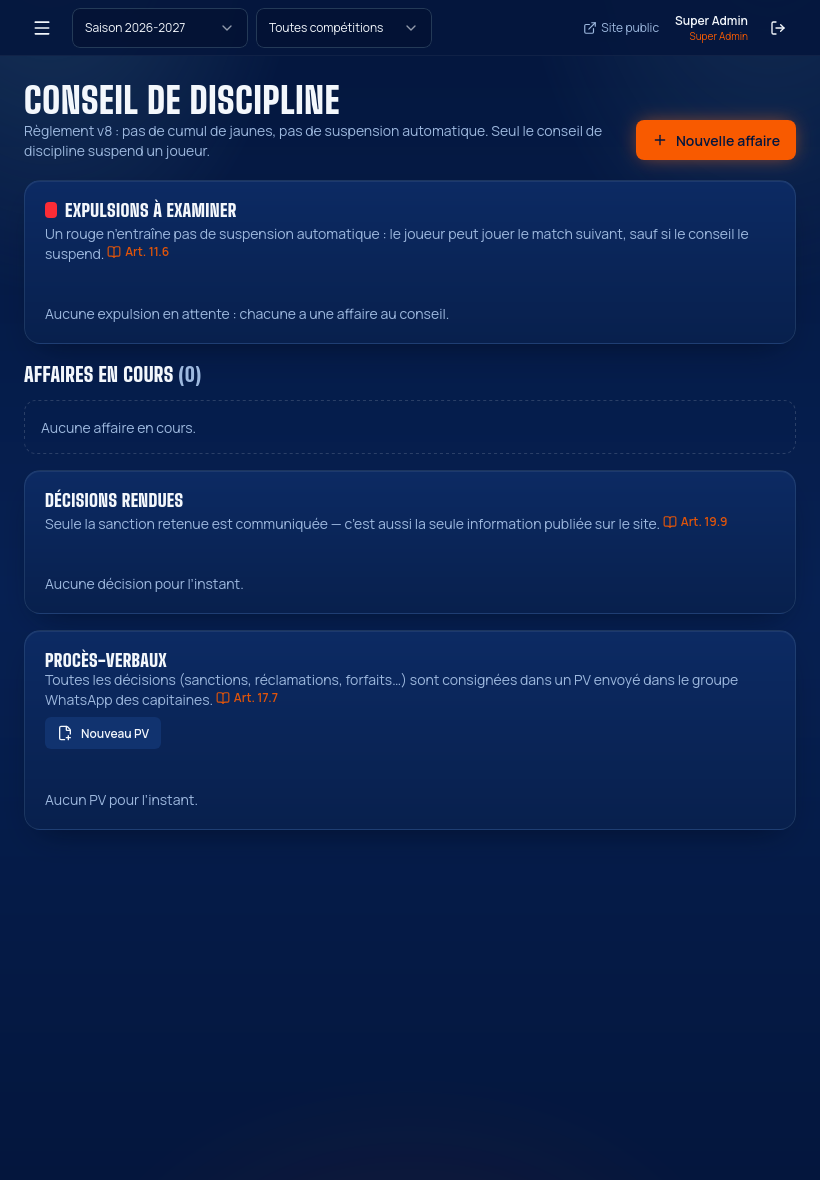 Saison 2026-2027
Toutes compétitions
Site public
Super Admin
Super Admin
CONSEIL DE DISCIPLINE
Règlement v8 : pas de cumul de jaunes, pas de suspension automatique. Seul le conseil de
discipline suspend un joueur.
Nouvelle affaire
EXPULSIONS À EXAMINER
Un rouge n'entraîne pas de suspension automatique : le joueur peut jouer le match suivant, sauf si le conseil le
suspend. Art. 11.6
Aucune expulsion en attente : chacune a une affaire au conseil.
AFFAIRES EN COURS (0)
Aucune affaire en cours.
DÉCISIONS RENDUES
Seule la sanction retenue est communiquée — c'est aussi la seule information publiée sur le site. Art. 19.9
Aucune décision pour l'instant.
PROCÈS-VERBAUX
Toutes les décisions (sanctions, réclamations, forfaits…) sont consignées dans un PV envoyé dans le groupe
WhatsApp des capitaines. Art. 17.7
Nouveau PV
Aucun PV pour l'instant.